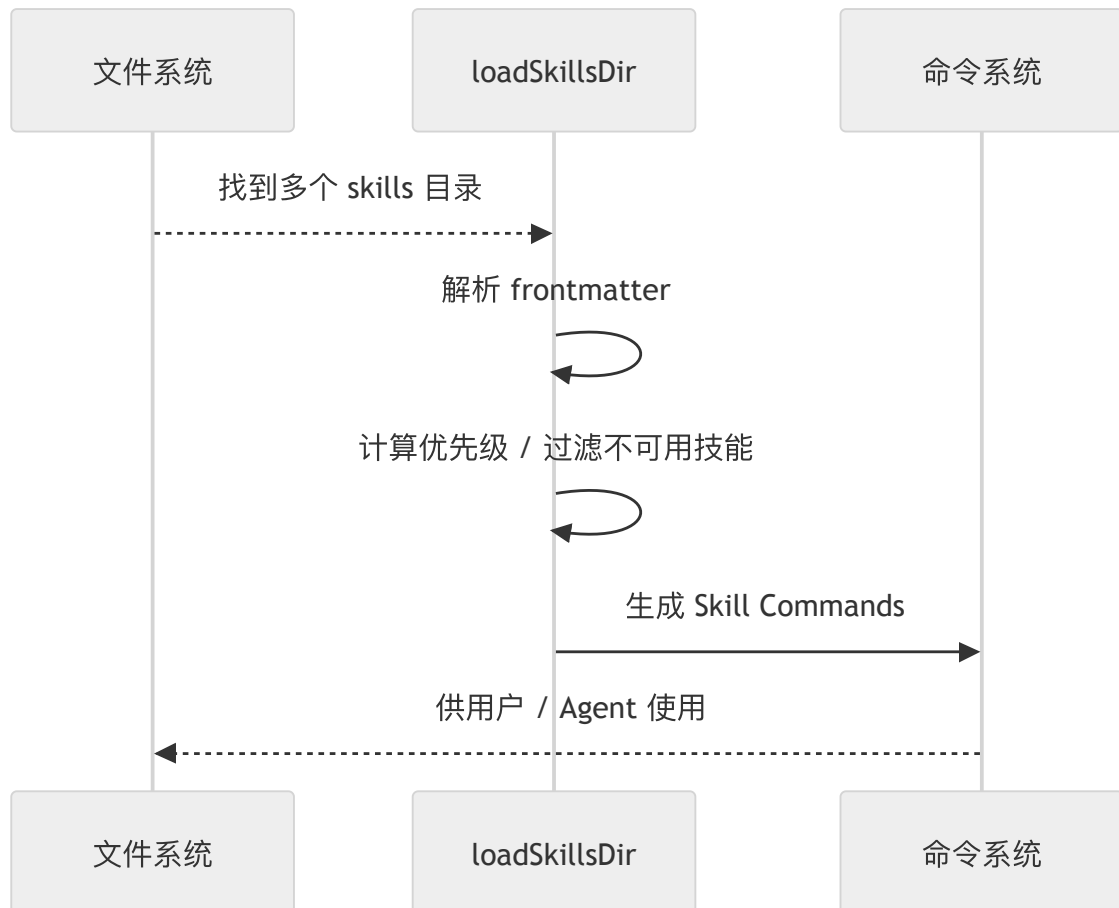 文件系统
loadSkillsDir
命令系统
找到多个 skills 目录
解析 frontmatter
计算优先级 / 过滤不可用技能
生成 Skill Commands
供用户 / Agent 使用
文件系统
loadSkillsDir
命令系统